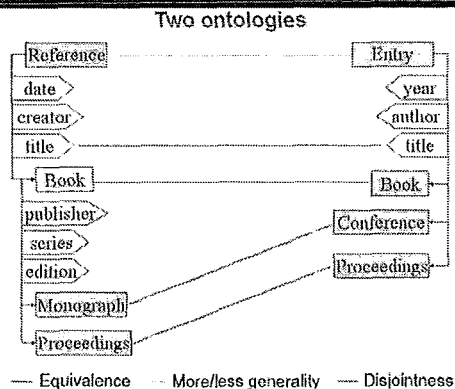 Two ontologies
Reference Entry
date year
creator author
title title
Book Book
publisher
series Conference
edition
Proceedings
Monograph
Proceedings
Equivalence More/less generality Disjointness